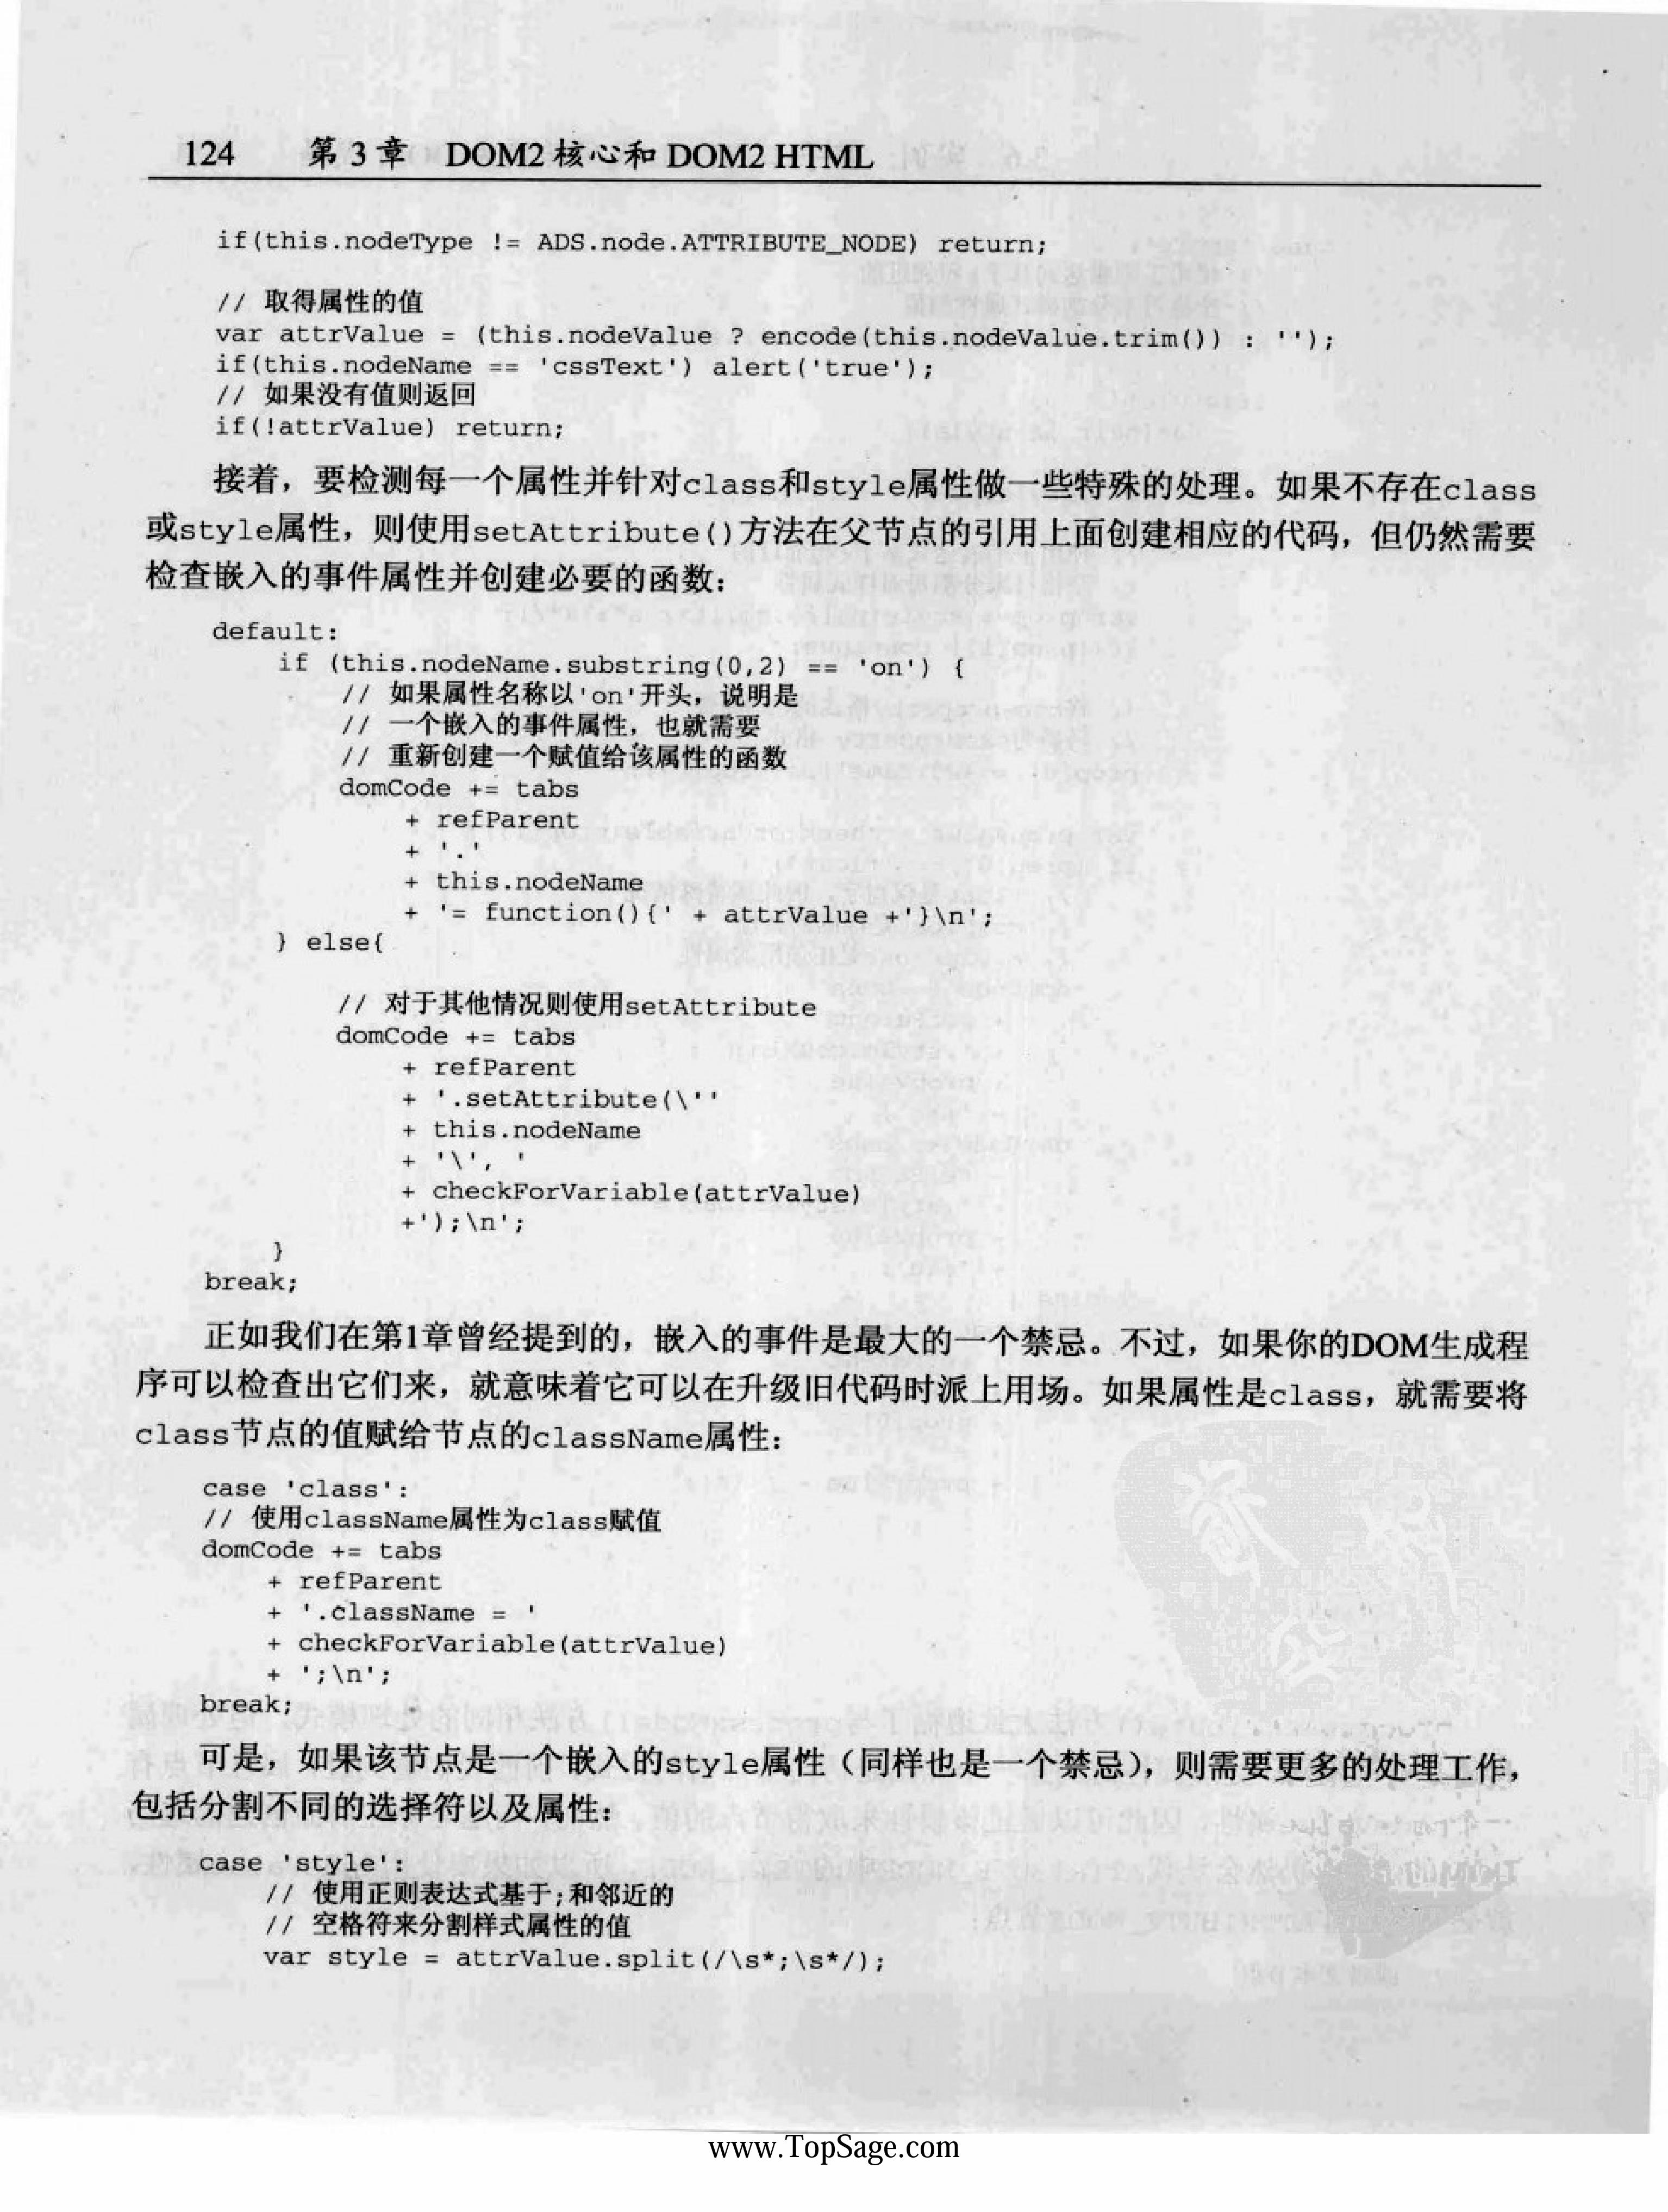 124 第 3 章 DOM2 核心和 DOM2 HTML
if(this.nodeType != ADS.node.ATTRIBUTE_NODE) return;
// 取得属性的值
var attrValue = (this.nodeValue ? encode(this.nodeValue.trim()) : '');
if(this.nodeName == 'cssText') alert('true');
// 如果没有值则返回
if(!attrValue) return;
接着，要检测每一个属性并针对class和style属性做一些特殊的处理。如果不存在class
或style属性，则使用setAttribute()方法在父节点的引用上面创建相应的代码，但仍然需要
检查嵌入的事件属性并创建必要的函数：
default:
if (this.nodeName.substring(0,2) == 'on') {
// 如果属性名称以'on'开头，说明是
// 一个嵌入的事件属性，也就需要
// 重新创建一个赋值给该属性的函数
domCode += tabs
+ refParent
+ '.'
+ this.nodeName
+ '= function(){' + attrValue +'}\n';
} else{
// 对于其他情况则使用setAttribute
domCode += tabs
+ refParent
+ '.setAttribute(\''
+ this.nodeName
+ '\', '
+ checkForVariable(attrValue)
+');\n';
}
break;
正如我们在第1章曾经提到的，嵌入的事件是最大的一个禁忌。不过，如果你的DOM生成程
序可以检查出它们来，就意味着它可以在升级旧代码时派上用场。如果属性是class，就需要将
class节点的值赋给节点的className属性：
case 'class':
// 使用className属性为class赋值
domCode += tabs
+ refParent
+ '.className = '
+ checkForVariable(attrValue)
+ ';\n';
break;
可是，如果该节点是一个嵌入的style属性（同样也是一个禁忌），则需要更多的处理工作，
包括分割不同的选择符以及属性：
case 'style':
// 使用正则表达式基于;和邻近的
// 空格符来分割样式属性的值
var style = attrValue.split(/\s*;\s*/);
www.TopSage.com